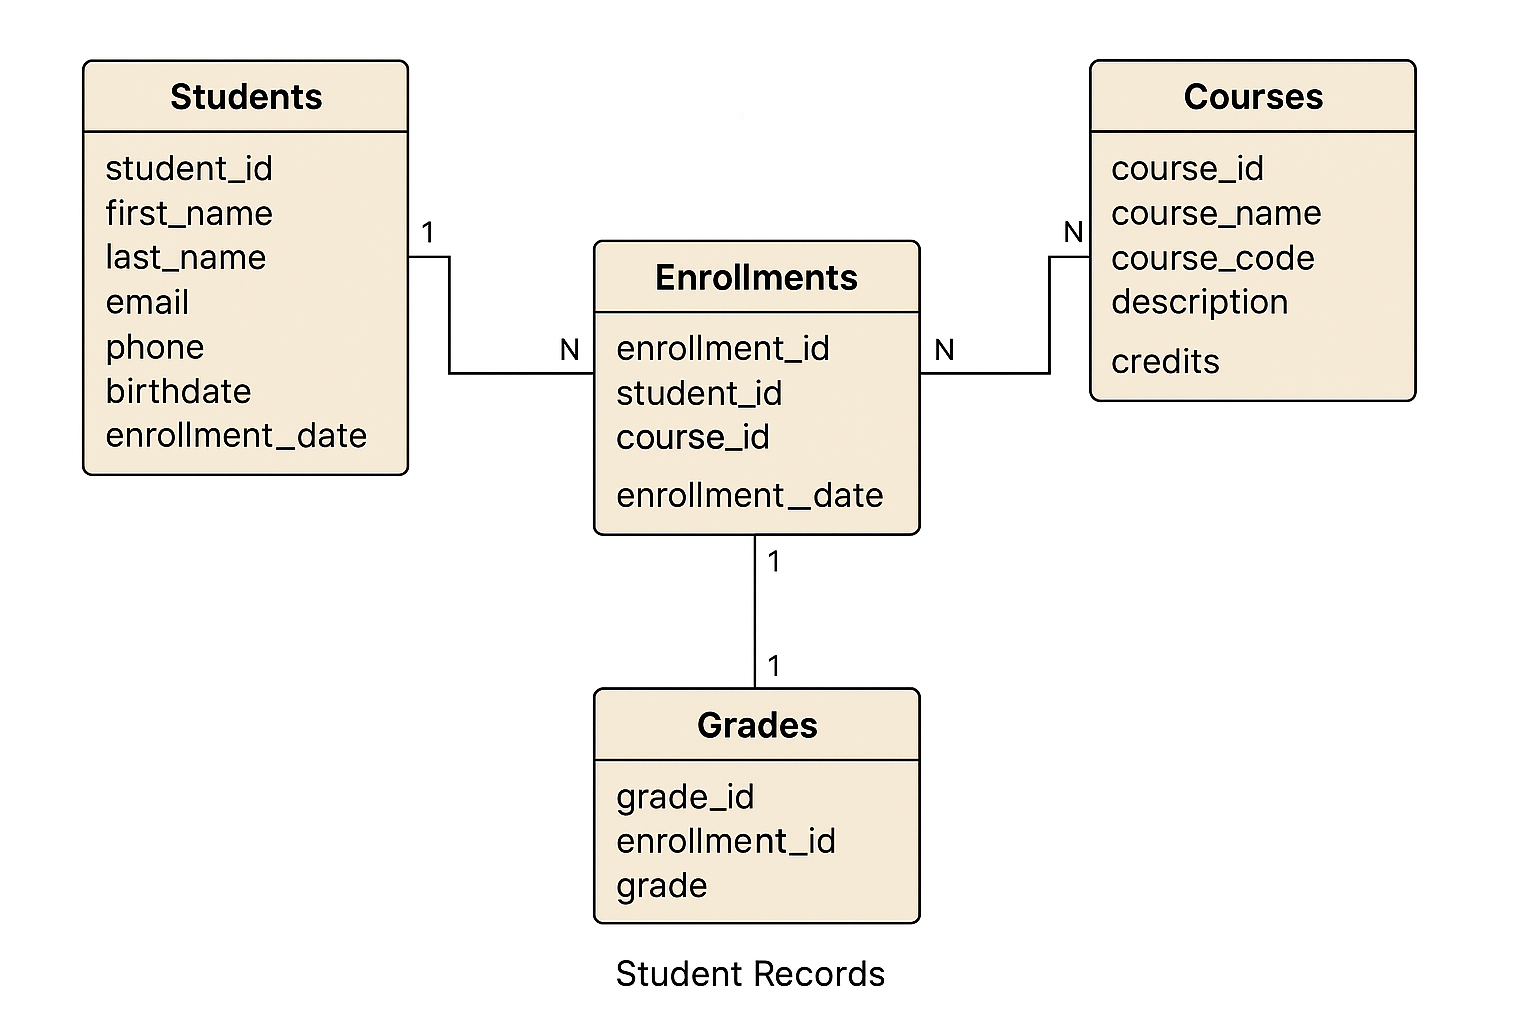 Students
student_id
first_name
last_name
email
phone
birthdate
enrollment_date
1
N
Enrollments
enrollment_id
student_id
course_id
enrollment_date
N
N
Courses
course_id
course_name
course_code
description
credits
1
1
Grades
grade_id
enrollment_id
grade
Student Records